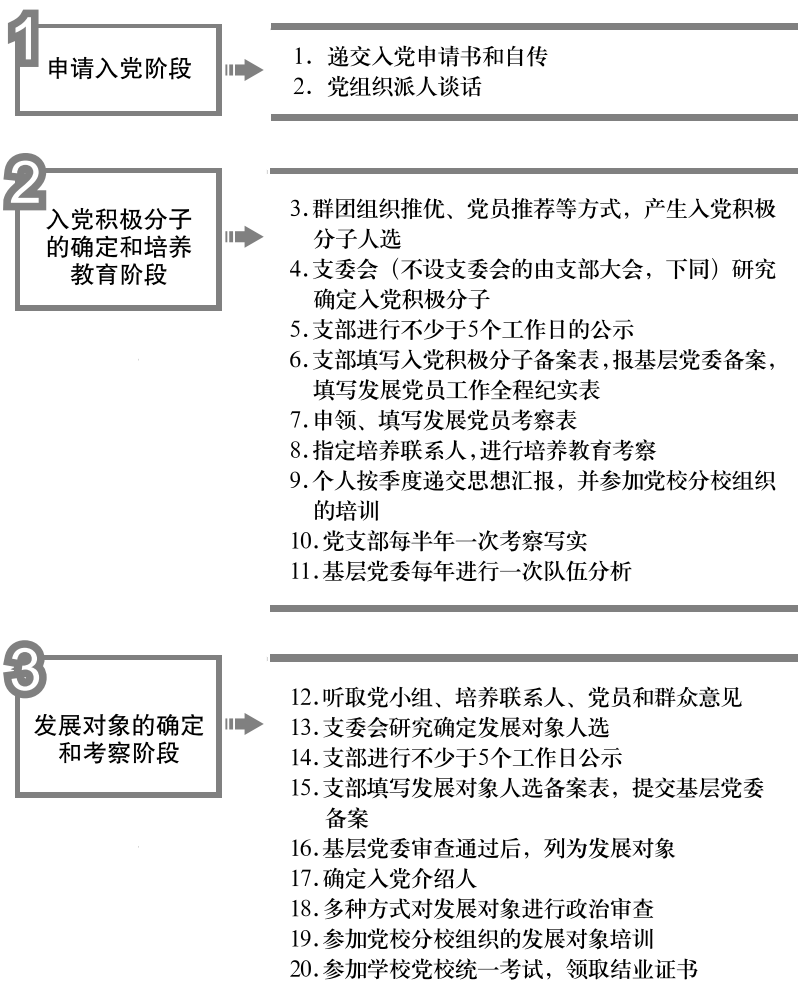 1
申请入党阶段
1. 递交入党申请书和自传
2. 党组织派人谈话
2
入党积极分子
的确定和培养
教育阶段
3.群团组织推优、党员推荐等方式，产生入党积极
分子人选
4.支委会（不设支委会的由支部大会，下同）研究
确定入党积极分子
5.支部进行不少于5个工作日的公示
6.支部填写入党积极分子备案表,报基层党委备案,
填写发展党员工作全程纪实表
7.申领、填写发展党员考察表
8.指定培养联系人,进行培养教育考察
9.个人按季度递交思想汇报，并参加党校分校组织
的培训
10.党支部每半年一次考察写实
11.基层党委每年进行一次队伍分析
3
发展对象的确定
和考察阶段
12.听取党小组、培养联系人、党员和群众意见
13.支委会研究确定发展对象人选
14.支部进行不少于5个工作日公示
15.支部填写发展对象人选备案表，提交基层党委
备案
16.基层党委审查通过后，列为发展对象
17.确定入党介绍人
18.多种方式对发展对象进行政治审查
19.参加党校分校组织的发展对象培训
20.参加学校党校统一考试，领取结业证书